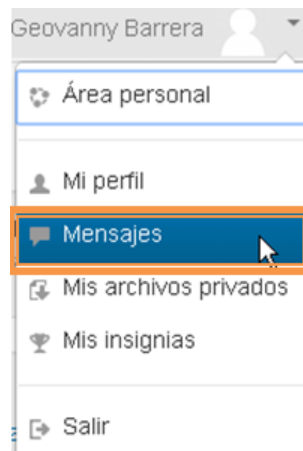 Geovanny Barrera
Área personal
Mi perfil
Mensajes
Mis archivos privados
Mis insignias
Salir